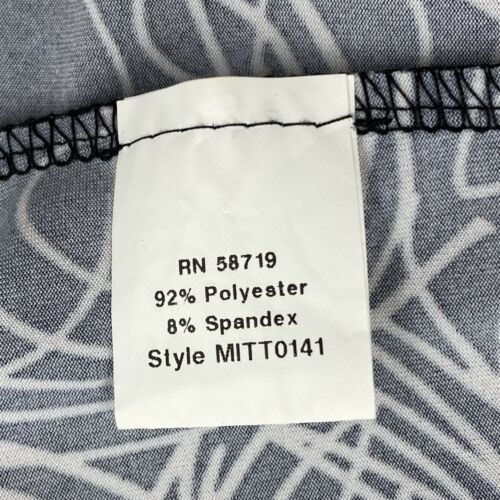 RN 58719
92% Polyester
8% Spandex
Style MITT0141